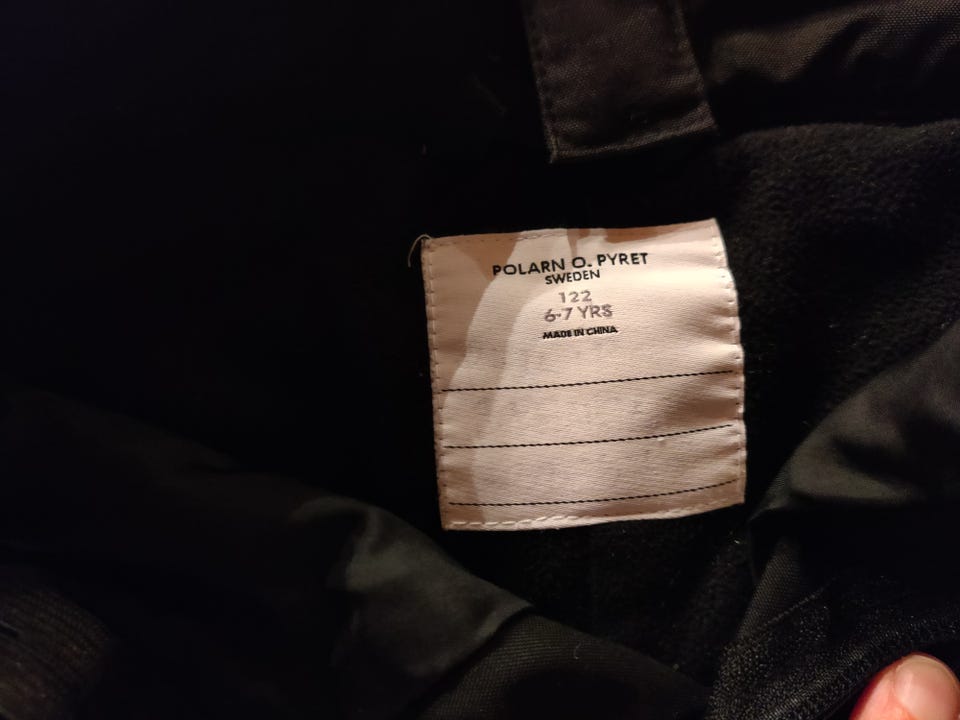 POLARN O. PYRET
SWEDEN
122
6-7 YRS
MADE IN CHINA